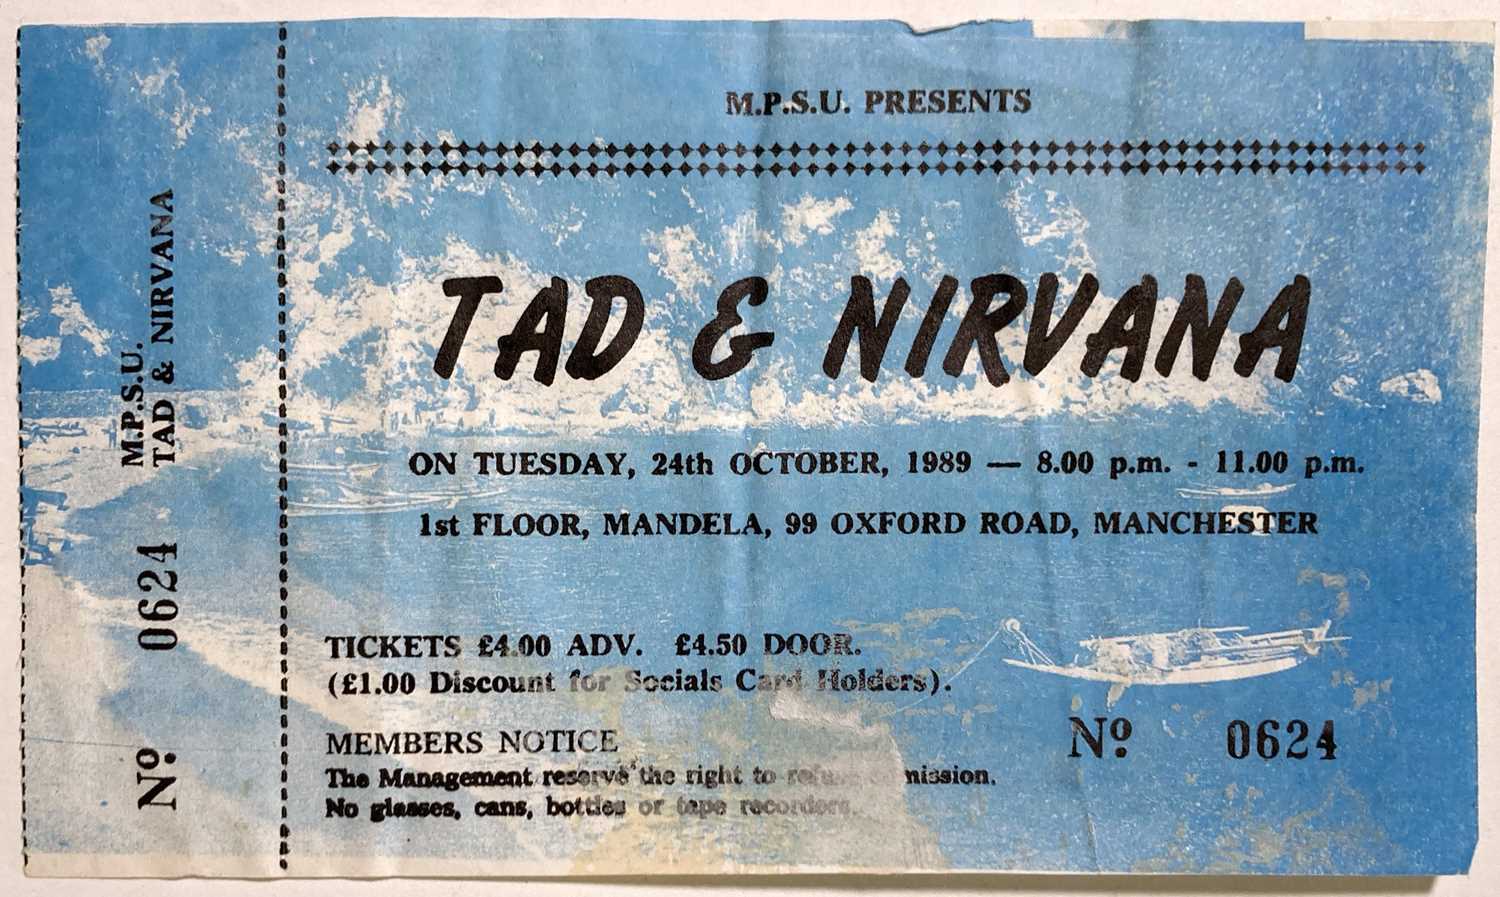 M.P.S.U.
TAD & NIRVANA
Nº 0624
M.P.S.U. PRESENTS
TAD & NIRVANA
ON TUESDAY, 24th OCTOBER, 1989 — 8.00 p.m. - 11.00 p.m.
1st FLOOR, MANDELA, 99 OXFORD ROAD, MANCHESTER
TICKETS £4.00 ADV. £4.50 DOOR.
(£1.00 Discount for Socials Card Holders).
Nº 0624
MEMBERS NOTICE
The Management reserve the right to
No glasses, cans, bottles or tape recorders.